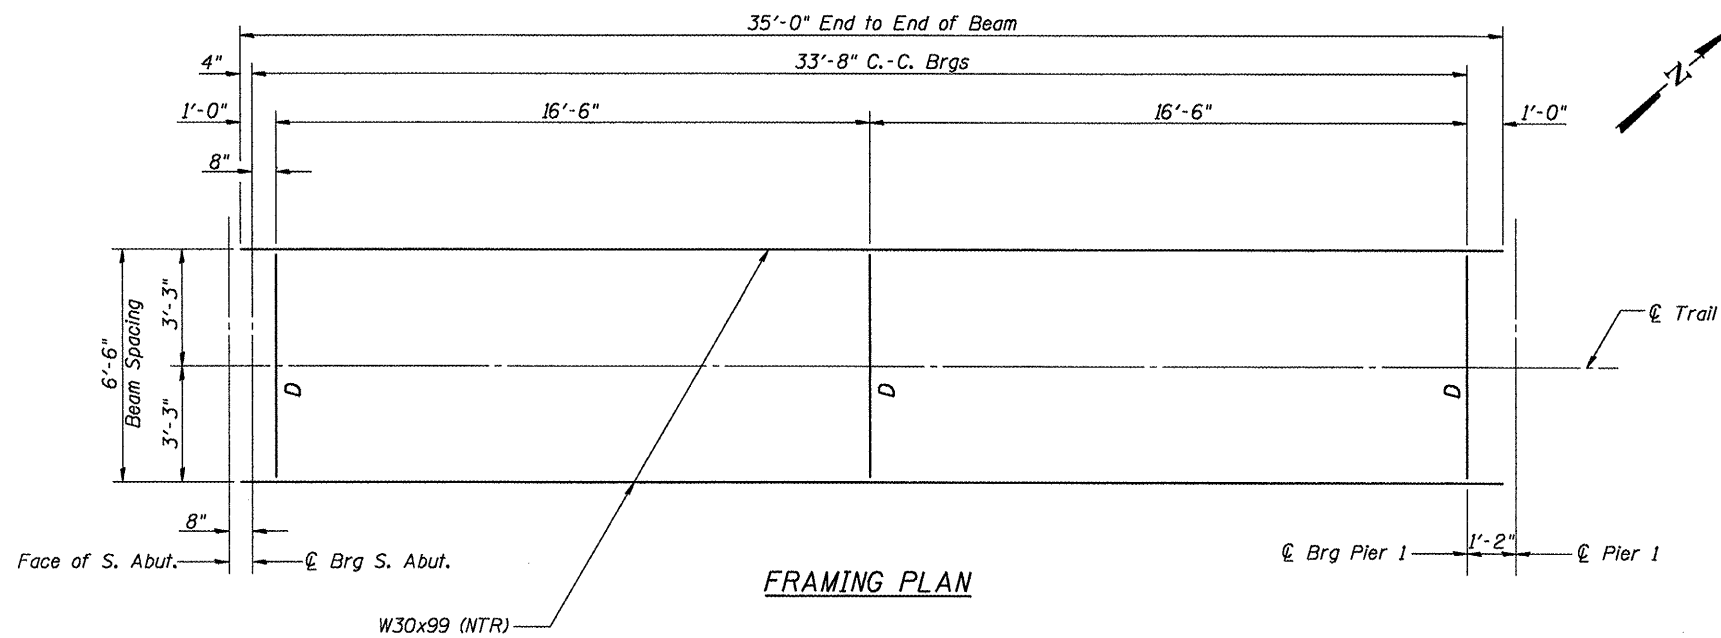 35'-0" End to End of Beam
4"
33'-8" C.-C. Brgs
1'-0"
16'-6"
16'-6"
1'-0"
N
8"
6'-6"
Beam Spacing
3'-3"
3'-3"
℄ Trail
D
D
D
8"
1'-2"
Face of S. Abut.
℄ Brg S. Abut.
℄ Brg Pier 1
℄ Pier 1
FRAMING PLAN
W30x99 (NTR)